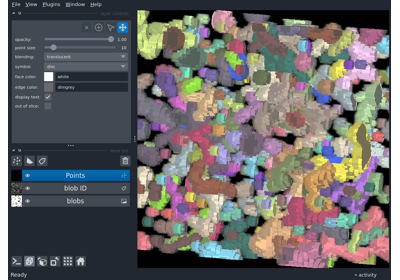 File View Plugins Window Help
opacity: 1.00
point size: 10
blending: translucent
symbol: disc
face color: white
edge color: dimgrey
display text:
out of slice:
Points
blob ID
blobs
Ready
activity